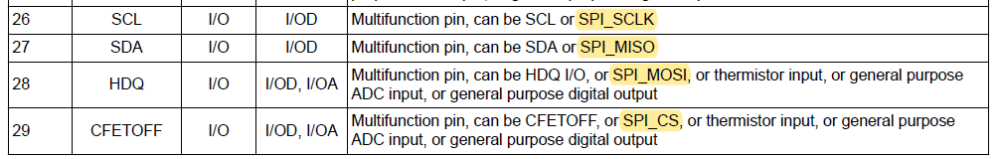 26 SCL I/O I/OD Multifunction pin, can be SCL or SPI_SCLK
27 SDA I/O I/OD Multifunction pin, can be SDA or SPI_MISO
28 HDQ I/O I/OD, I/OA Multifunction pin, can be HDQ I/O, or SPI_MOSI, or thermistor input, or general purpose
ADC input, or general purpose digital output
29 CFETOFF I/O I/OD, I/OA Multifunction pin, can be CFETOFF, or SPI_CS, or thermistor input, or general purpose
ADC input, or general purpose digital output